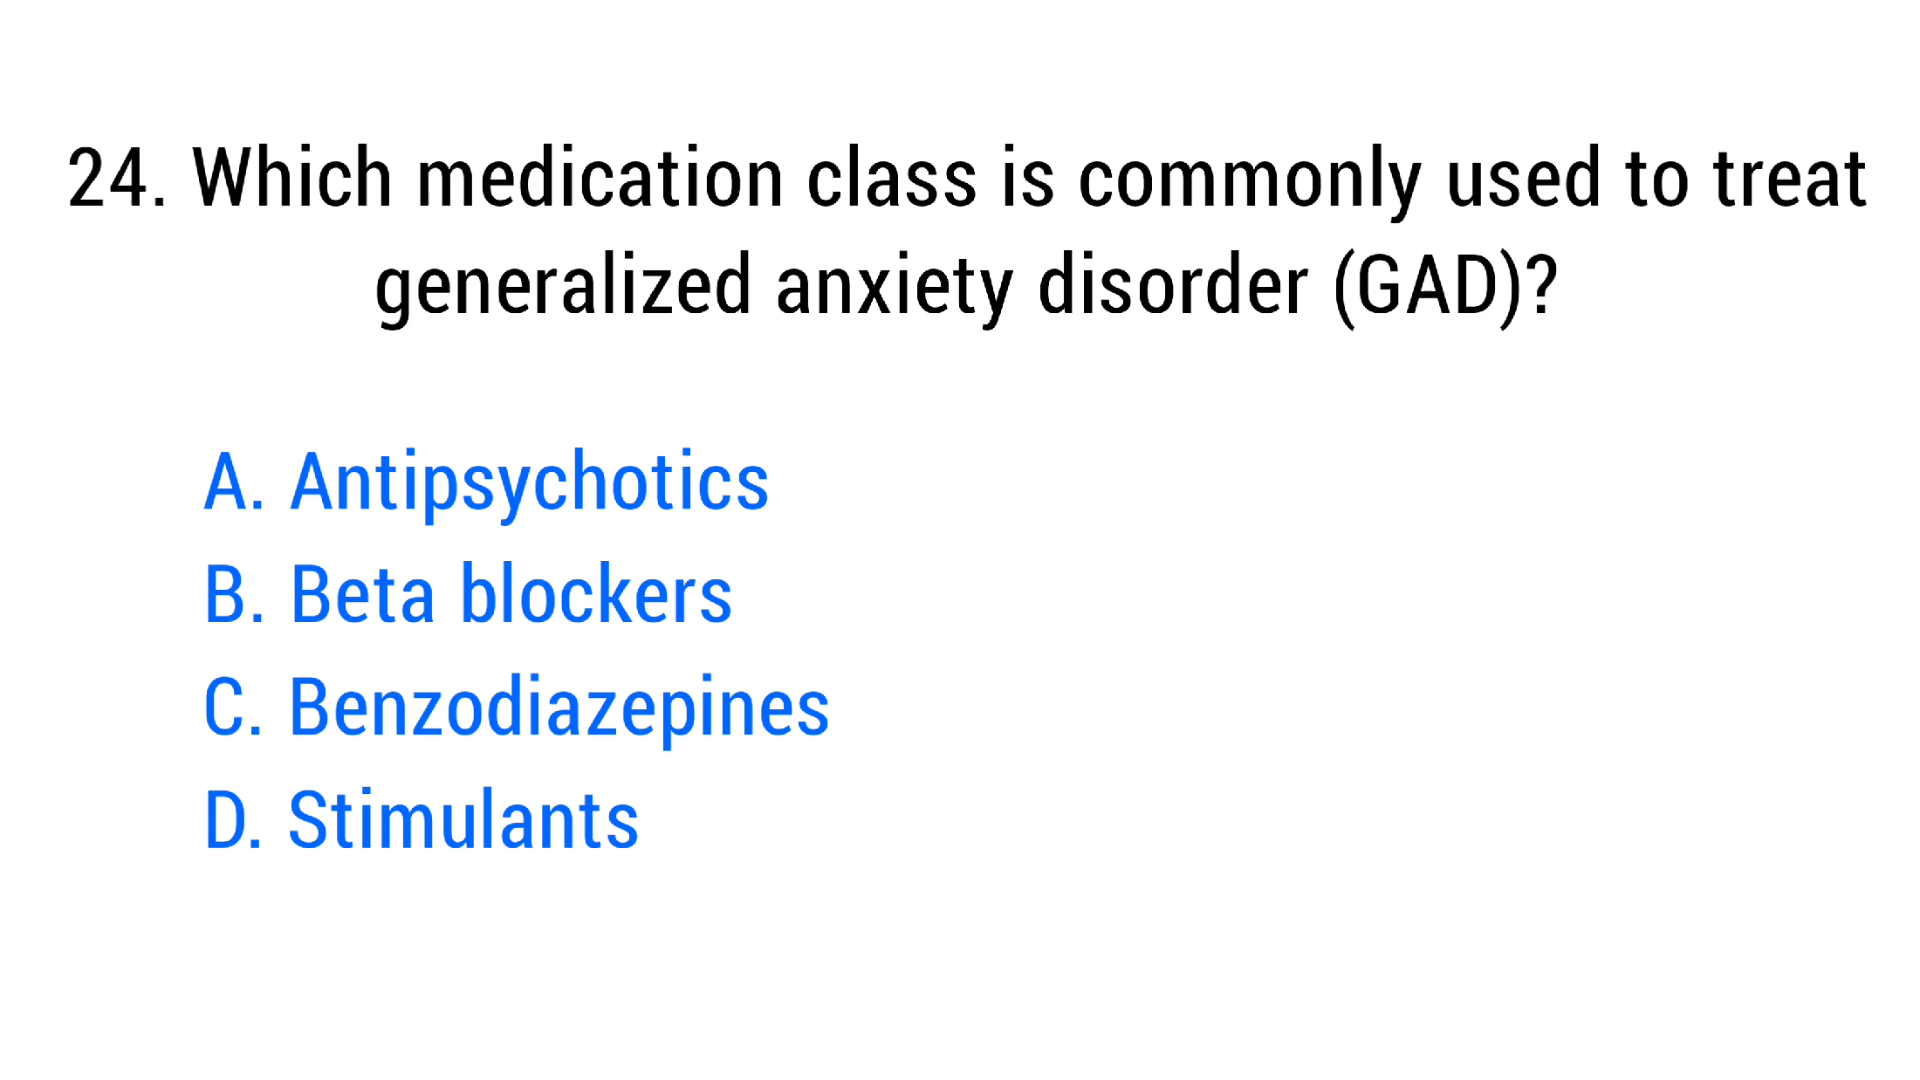 24. Which medication class is commonly used to treat
generalized anxiety disorder (GAD)?
A. Antipsychotics
B. Beta blockers
C. Benzodiazepines
D. Stimulants